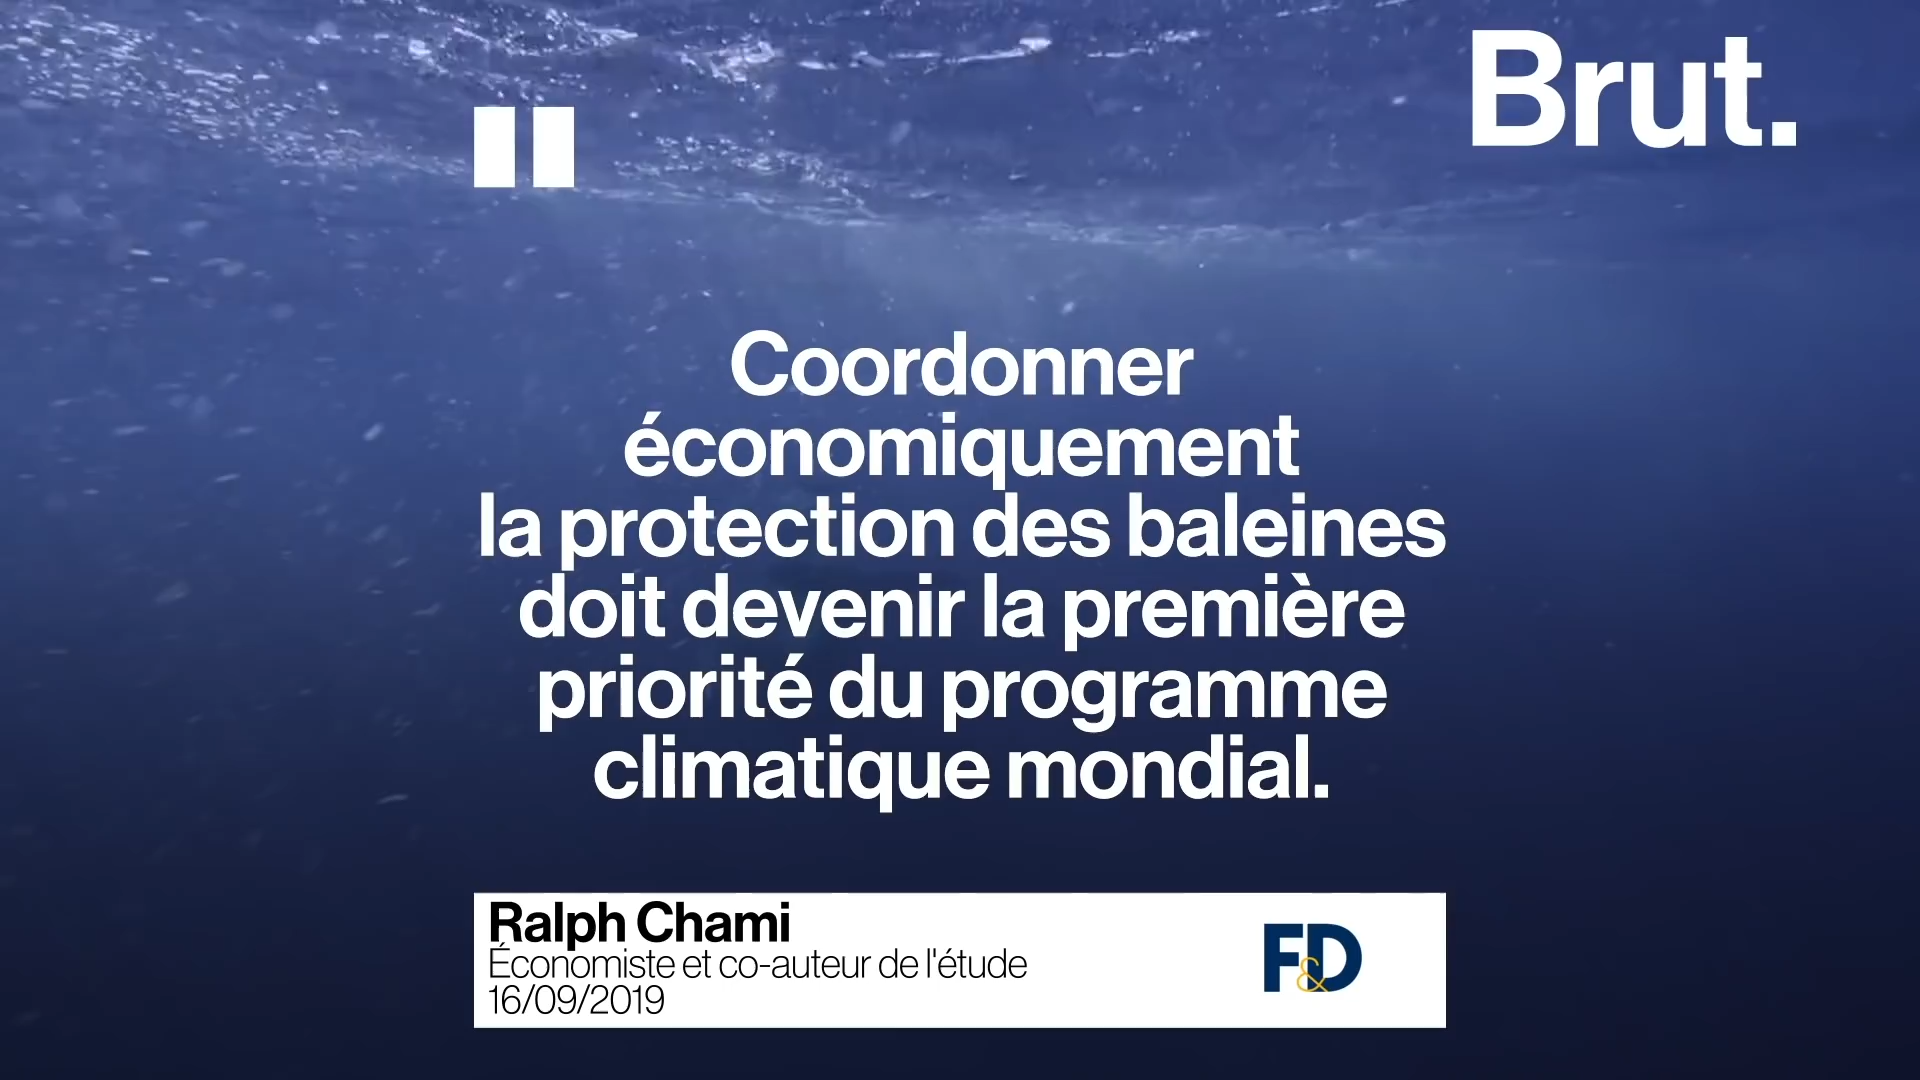 Brut.
"
Coordonner
économiquement
la protection des baleines
doit devenir la première
priorité du programme
climatique mondial.
Ralph Chami
Économiste et co-auteur de l'étude
16/09/2019
F&D